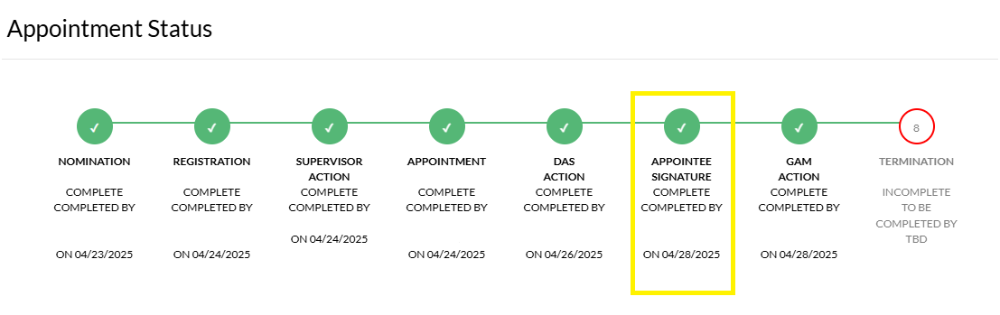 Appointment Status
8
NOMINATION
COMPLETE
COMPLETED BY
ON 04/23/2025
REGISTRATION
COMPLETE
COMPLETED BY
ON 04/24/2025
SUPERVISOR
ACTION
COMPLETE
COMPLETED BY
ON 04/24/2025
APPOINTMENT
COMPLETE
COMPLETED BY
ON 04/24/2025
DAS
ACTION
COMPLETE
COMPLETED BY
ON 04/26/2025
APPOINTEE
SIGNATURE
COMPLETE
COMPLETED BY
ON 04/28/2025
GAM
ACTION
COMPLETE
COMPLETED BY
ON 04/28/2025
TERMINATION
INCOMPLETE
TO BE
COMPLETED BY
TBD